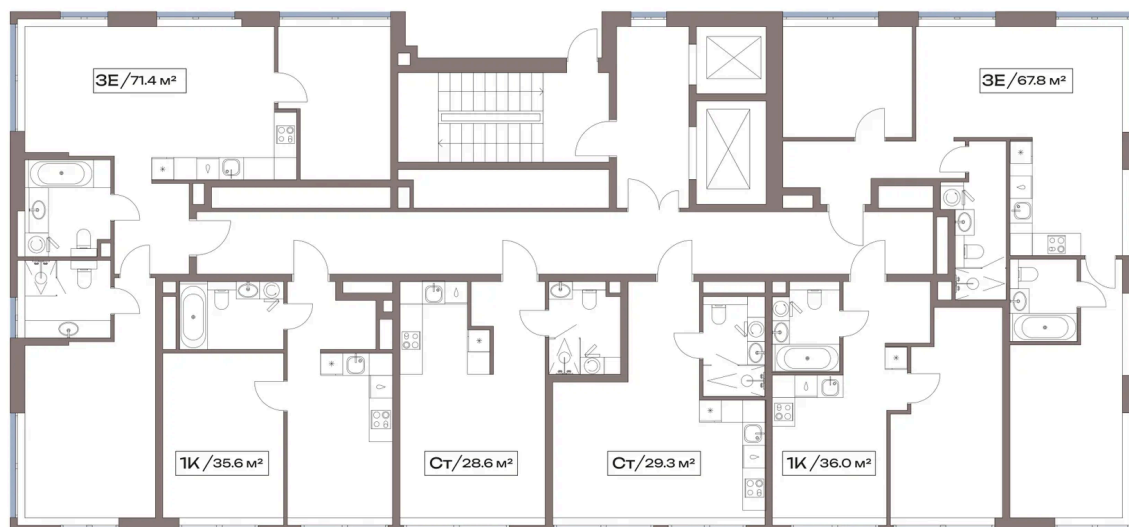 3Е/71.4 м²
3Е/67.8 м²
1К/35.6 м²
Ст/28.6 м²
Ст/29.3 м²
1К/36.0 м²